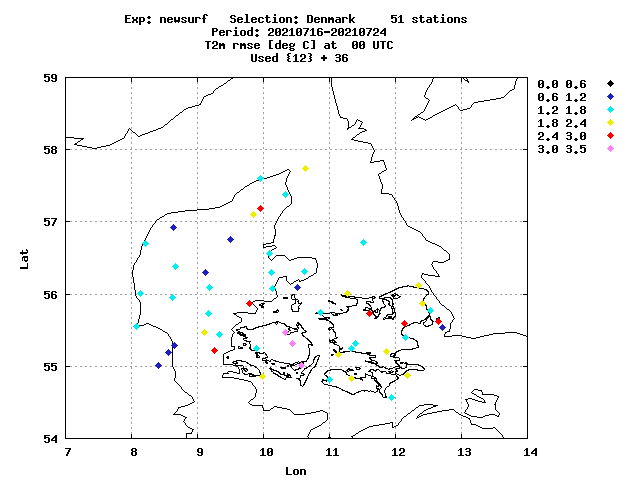 Exp: newsurf Selection: Denmark 51 stations
Period: 20210716-20210724
T2m rmse [deg C] at 00 UTC
Used {12} + 36
59
58
57
56
55
54
Lat
7 8 9 10 11 12 13 14
Lon
0.0 0.6
0.6 1.2
1.2 1.8
1.8 2.4
2.4 3.0
3.0 3.5